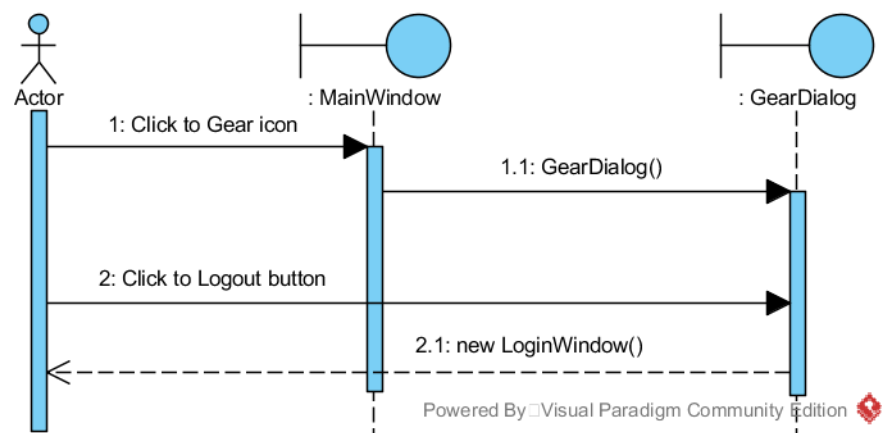 Actor
: MainWindow
: GearDialog
1: Click to Gear icon
1.1: GearDialog()
2: Click to Logout button
2.1: new LoginWindow()
Powered By Visual Paradigm Community Edition